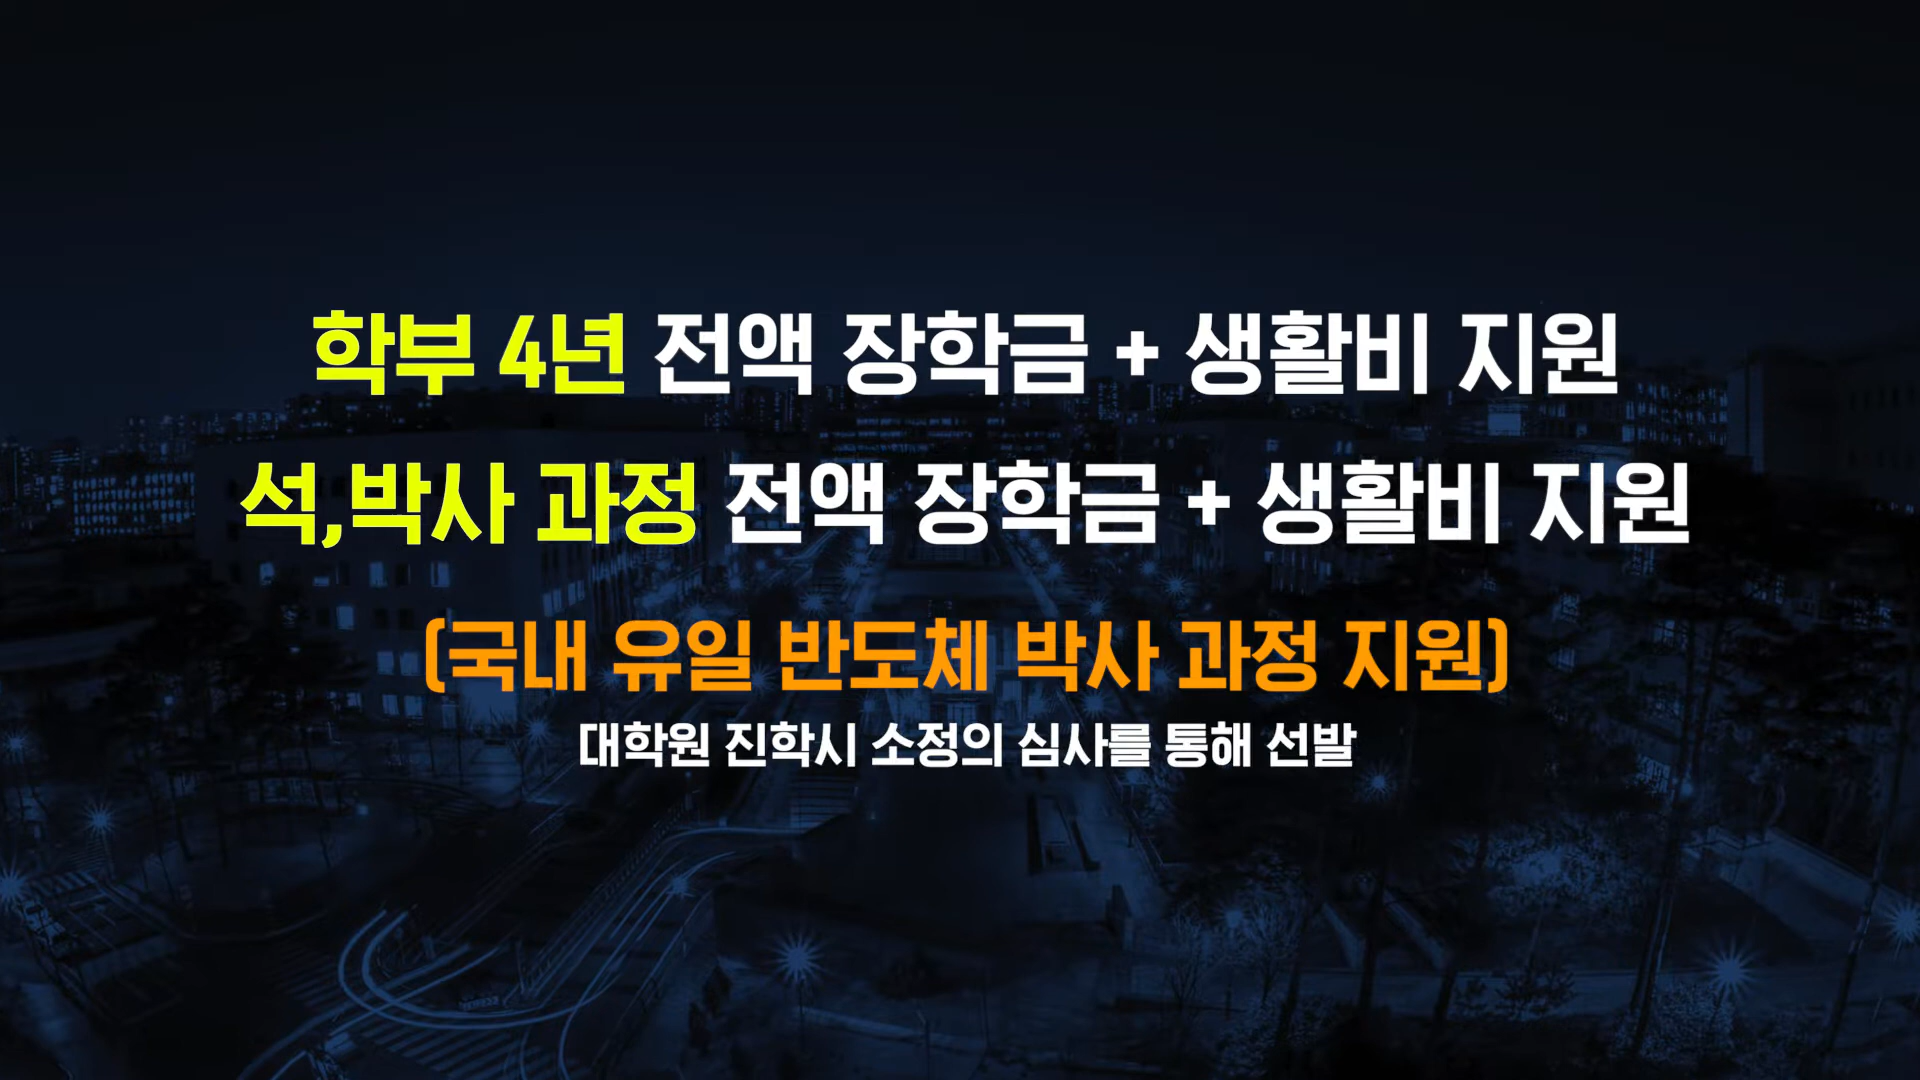 학부 4년 전액 장학금 + 생활비 지원
석,박사 과정 전액 장학금 + 생활비 지원
(국내 유일 반도체 박사 과정 지원)
대학원 진학시 소정의 심사를 통해 선발